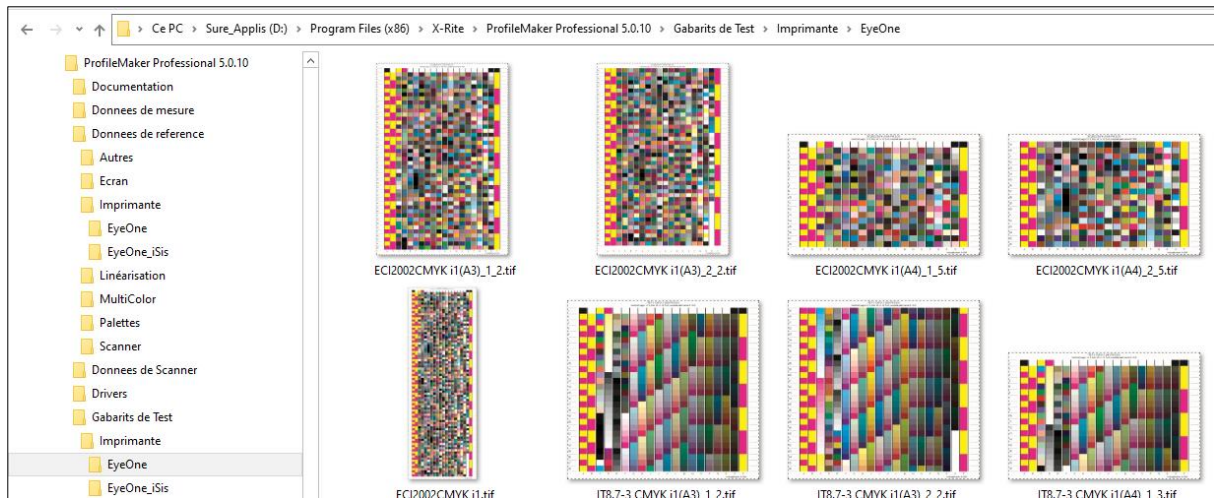 Ce PC > Sure_Applis (D:) > Program Files (x86) > X-Rite > ProfileMaker Professional 5.0.10 > Gabarits de Test > Imprimante > EyeOne
ProfileMaker Professional 5.0.10
Documentation
Donnees de mesure
Donnees de reference
Autres
Ecran
Imprimante
EyeOne
EyeOne_iSis
Linéarisation
MultiColor
Palettes
Scanner
Donnees de Scanner
Drivers
Gabarits de Test
Imprimante
EyeOne
EyeOne_iSis
ECI2002CMYK i1(A3)_1_2.tif
ECI2002CMYK i1(A3)_2_2.tif
ECI2002CMYK i1(A4)_1_5.tif
ECI2002CMYK i1(A4)_2_5.tif
ECI2002CMYK i1.tif
IT8.7-3 CMYK i1(A3)_1_2.tif
IT8.7-3 CMYK i1(A3)_2_2.tif
IT8.7-3 CMYK i1(A4)_1_3.tif